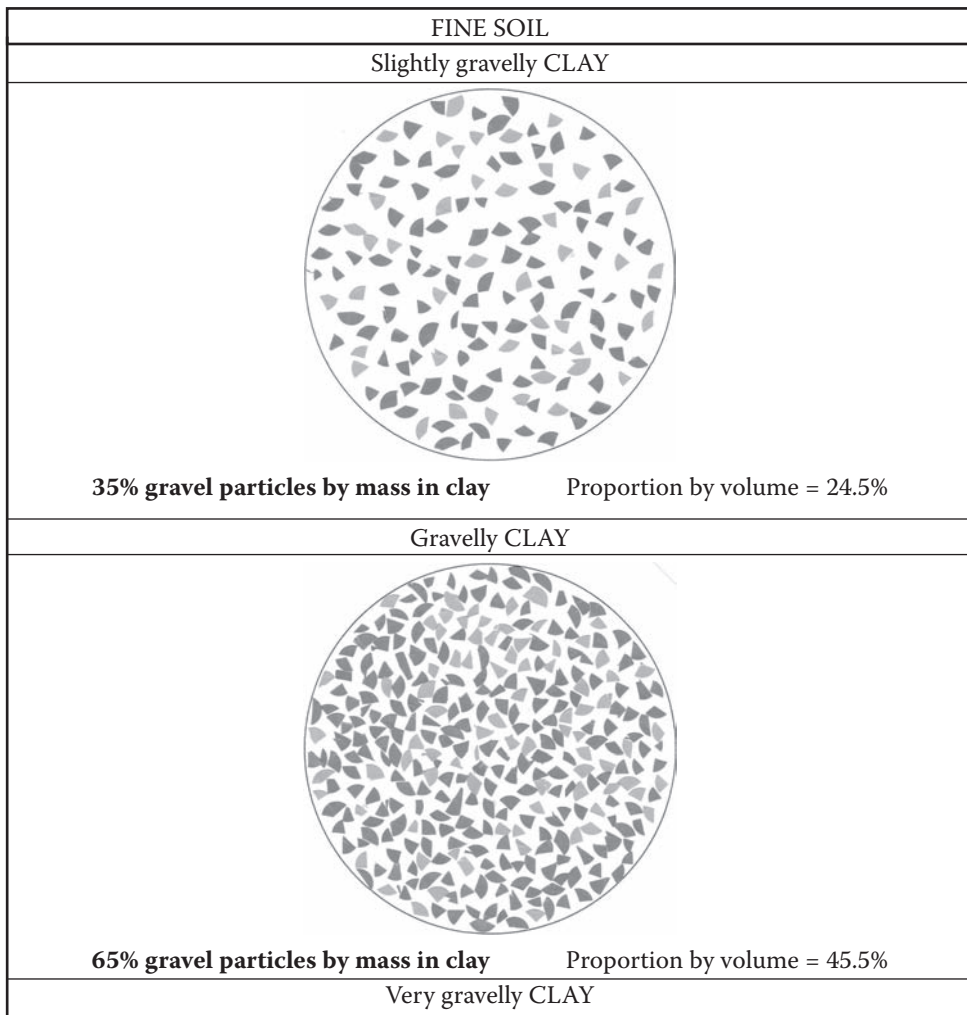 FINE SOIL
Slightly gravelly CLAY
35% gravel particles by mass in clay Proportion by volume = 24.5%
Gravelly CLAY
65% gravel particles by mass in clay Proportion by volume = 45.5%
Very gravelly CLAY